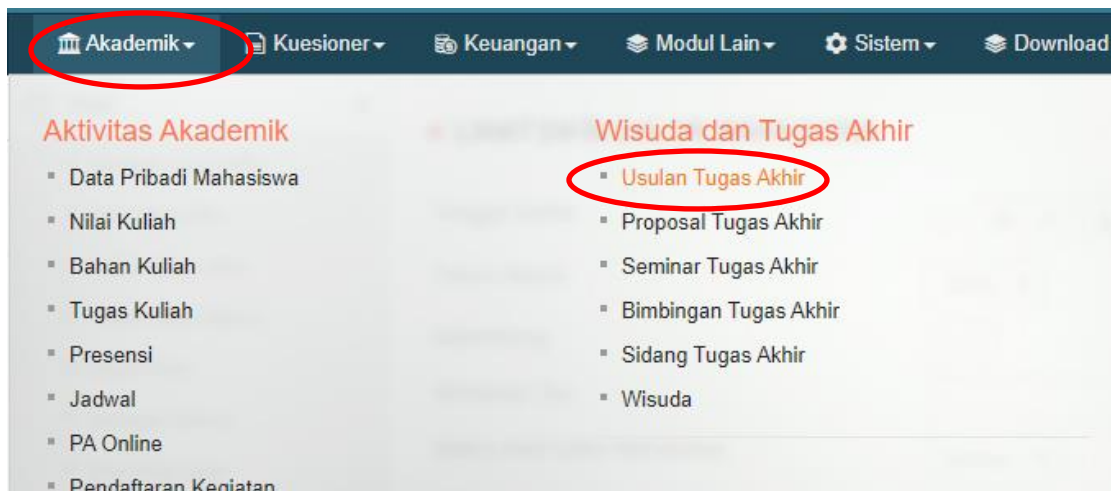 Akademik Kuesioner Keuangan Modul Lain Sistem Download
Aktivitas Akademik
Data Pribadi Mahasiswa
Nilai Kuliah
Bahan Kuliah
Tugas Kuliah
Presensi
Jadwal
PA Online
Pendaftaran Kegiatan
Wisuda dan Tugas Akhir
Usulan Tugas Akhir
Proposal Tugas Akhir
Seminar Tugas Akhir
Bimbingan Tugas Akhir
Sidang Tugas Akhir
Wisuda